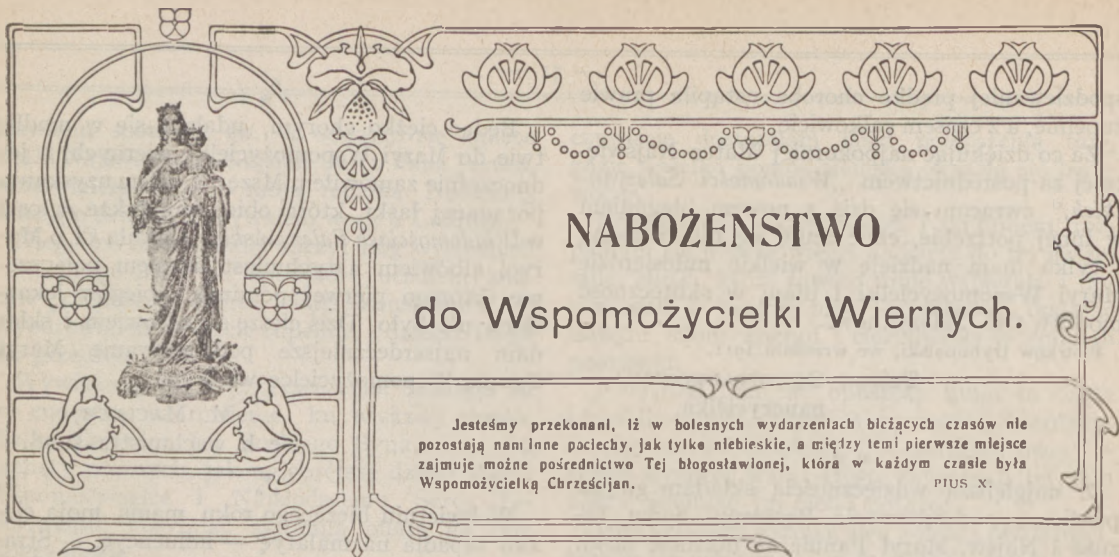 NABOŻEŃSTWO
do Wspomożycielki Wiernych.
Jesteśmy przekonani, iż w bolesnych wydarzeniach bieżących czasów nie
pozostają nam inne pociechy, jak tylko niebieskie, a między temi pierwsze miejsce
zajmuje możne pośrednictwo Tej błogosławionej, która w każdym czasie była
Wspomożycielką Chrześcijan. PIUS X.